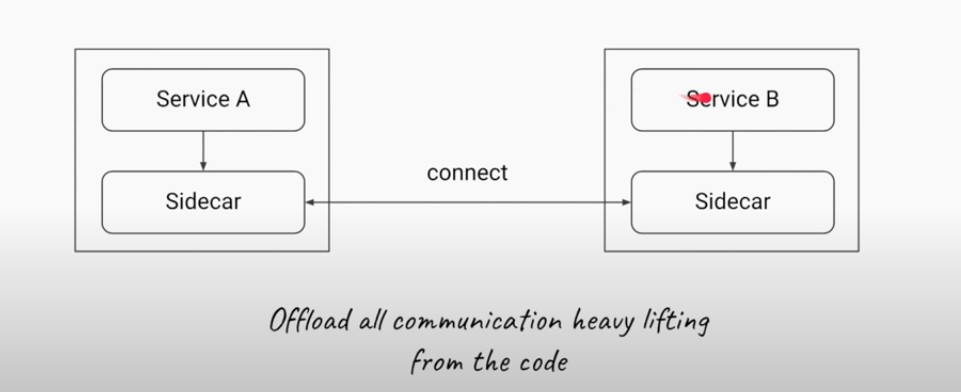 Service A
Service B
connect
Sidecar
Sidecar
Offload all communication heavy lifting
from the code